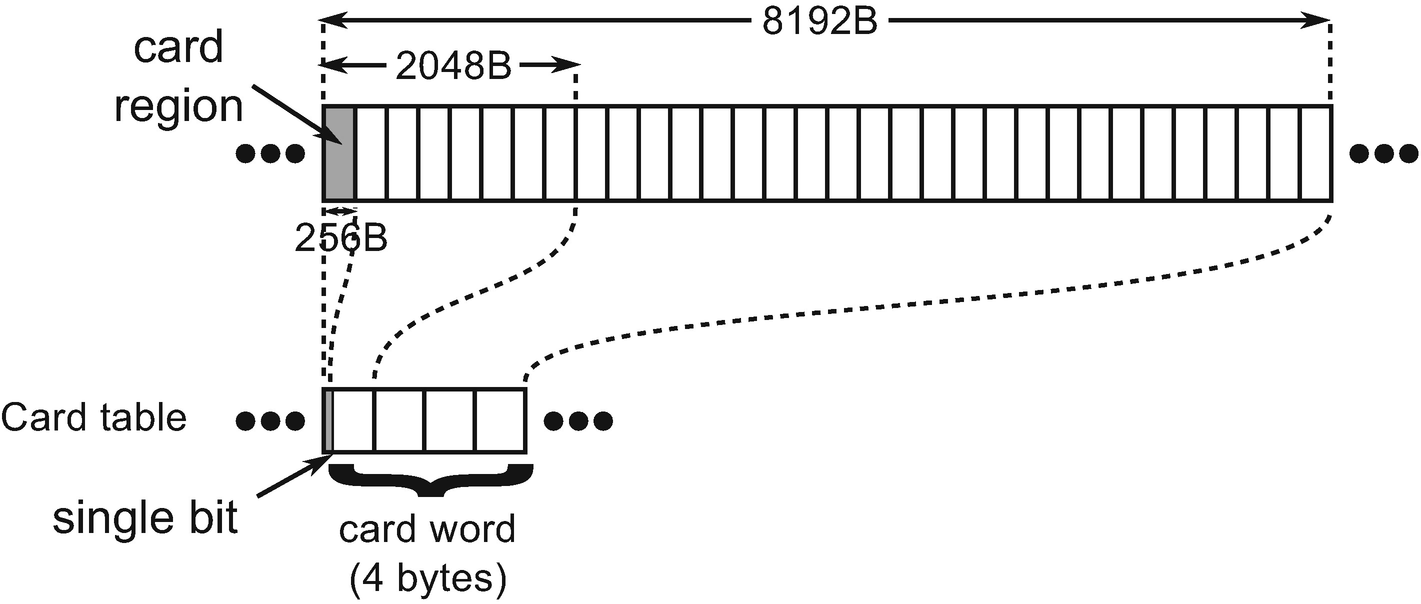 8192B
card
region
2048B
256B
Card table
single bit
card word
(4 bytes)